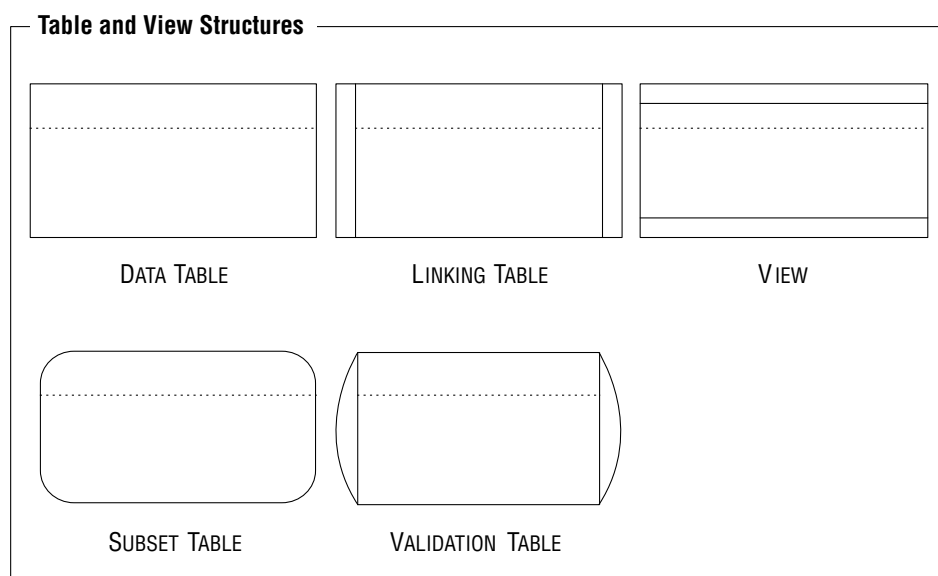 Table and View Structures
DATA TABLE LINKING TABLE VIEW
SUBSET TABLE VALIDATION TABLE